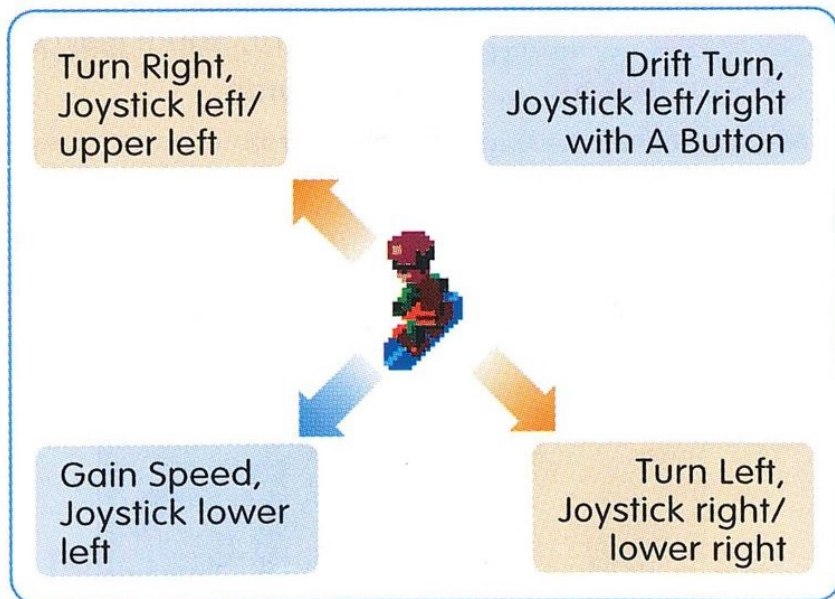 Turn Right,
Joystick left/
upper left
Drift Turn,
Joystick left/right
with A Button
Gain Speed,
Joystick lower
left
Turn Left,
Joystick right/
lower right